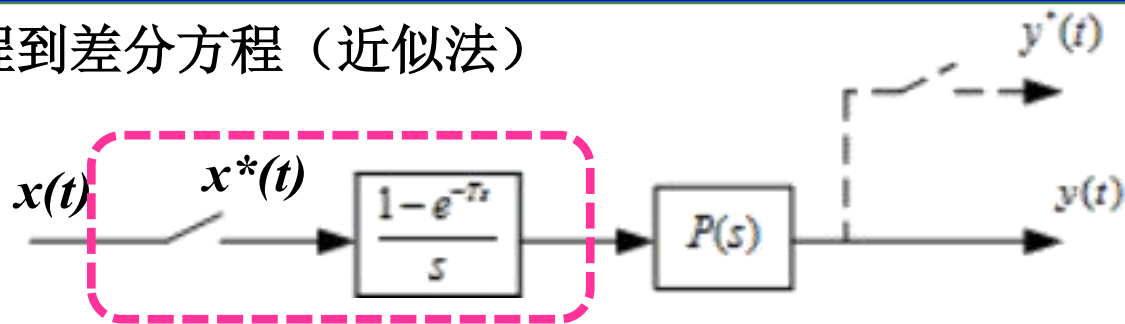 程到差分方程（近似法）
y*(t)
x(t)
x*(t)
1-e^{-Ts}
s
P(s)
y(t)